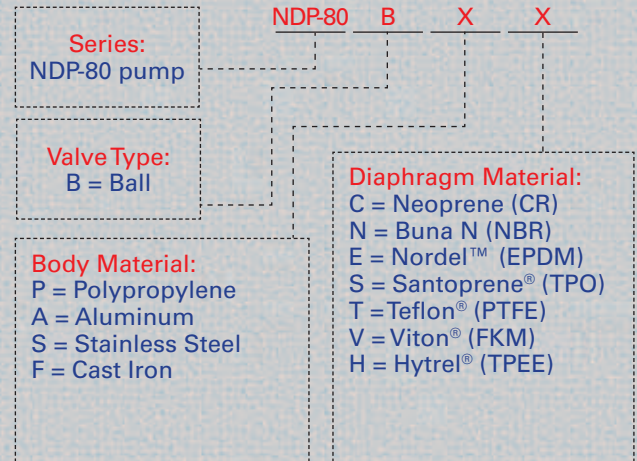 NDP-80 B X X
Series:
NDP-80 pump
Valve Type:
B = Ball
Body Material:
P = Polypropylene
A = Aluminum
S = Stainless Steel
F = Cast Iron
Diaphragm Material:
C = Neoprene (CR)
N = Buna N (NBR)
E = Nordel™ (EPDM)
S = Santoprene® (TPO)
T = Teflon® (PTFE)
V = Viton® (FKM)
H = Hytrel® (TPEE)